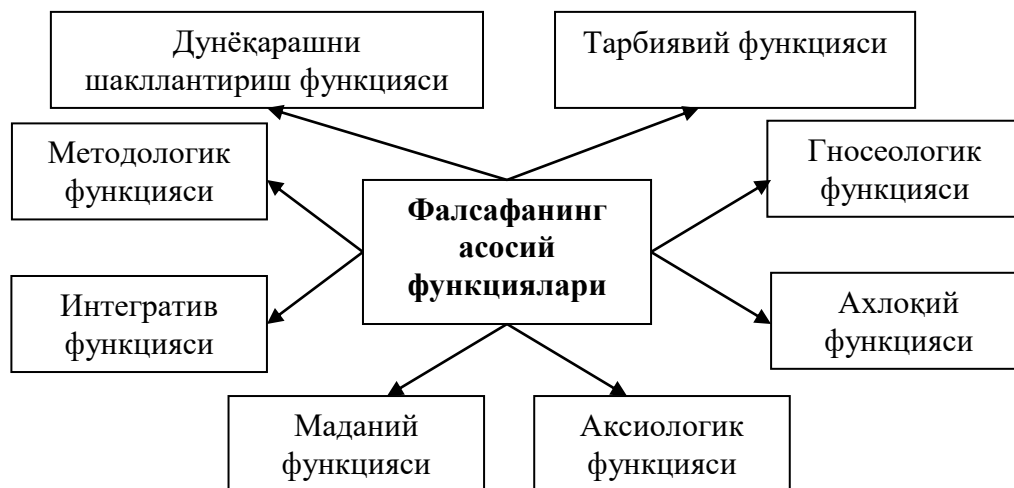 Дунёқарашни
шакллантириш функцияси
Тарбиявий функцияси
Методологик
функцияси
Гносеологик
функцияси
Фалсафанинг
асосий
функциялари
Интегратив
функцияси
Ахлоқий
функцияси
Маданий
функцияси
Аксиологик
функцияси